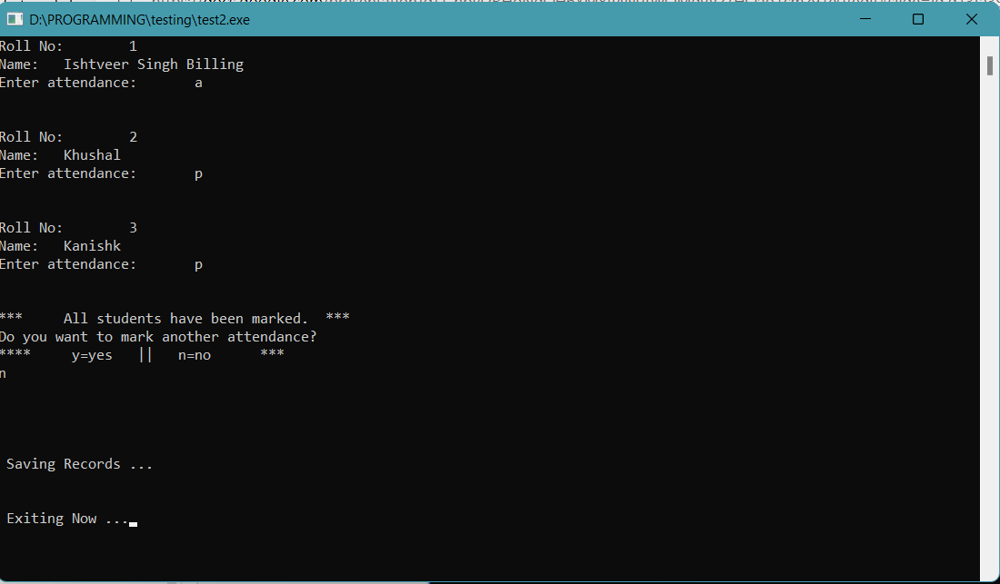 D:\PROGRAMMING\testing\test2.exe
Roll No: 1
Name: Ishtveer Singh Billing
Enter attendance: a
Roll No: 2
Name: Khushal
Enter attendance: p
Roll No: 3
Name: Kanishk
Enter attendance: p
*** All students have been marked. ***
Do you want to mark another attendance?
**** y=yes || n=no ***
n
Saving Records ...
Exiting Now ...